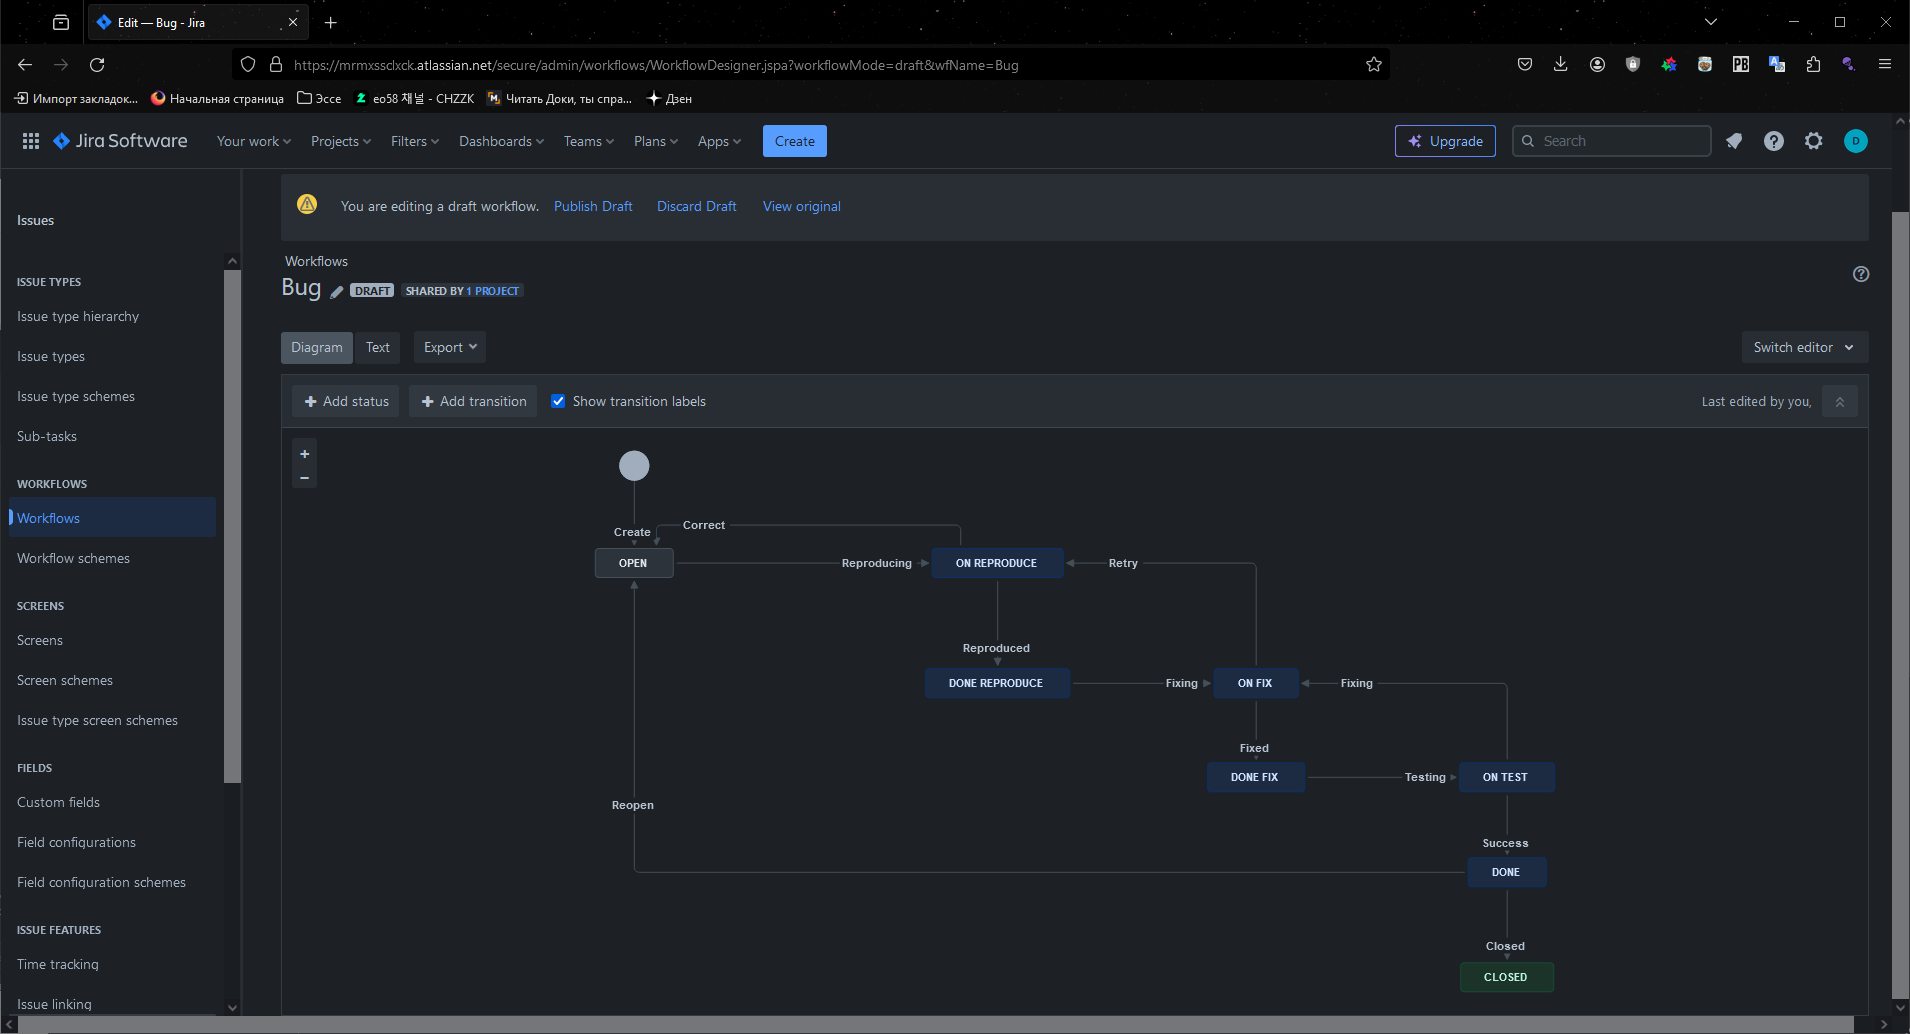 Edit — Bug - Jira
https://mrmxssclxck.atlassian.net/secure/admin/workflows/WorkflowDesigner.jspa?workflowMode=draft&wfName=Bug
Импорт закладок...
Начальная страница
Эссе
eo58 채널 - CHZZK
Читать Доки, ты спра...
Дзен
Jira Software
Your work
Projects
Filters
Dashboards
Teams
Plans
Apps
Create
Upgrade
Search
D
Issues
ISSUE TYPES
Issue type hierarchy
Issue types
Issue type schemes
Sub-tasks
WORKFLOWS
Workflows
Workflow schemes
SCREENS
Screens
Screen schemes
Issue type screen schemes
FIELDS
Custom fields
Field configurations
Field configuration schemes
ISSUE FEATURES
Time tracking
Issue linking
You are editing a draft workflow. Publish Draft Discard Draft View original
Workflows
Bug DRAFT SHARED BY 1 PROJECT
Diagram Text Export
Switch editor
Add status Add transition Show transition labels
Last edited by you,
Create
Correct
OPEN
Reproducing
ON REPRODUCE
Retry
Reproduced
DONE REPRODUCE
Fixing
ON FIX
Fixing
Fixed
DONE FIX
Testing
ON TEST
Reopen
Success
DONE
Closed
CLOSED